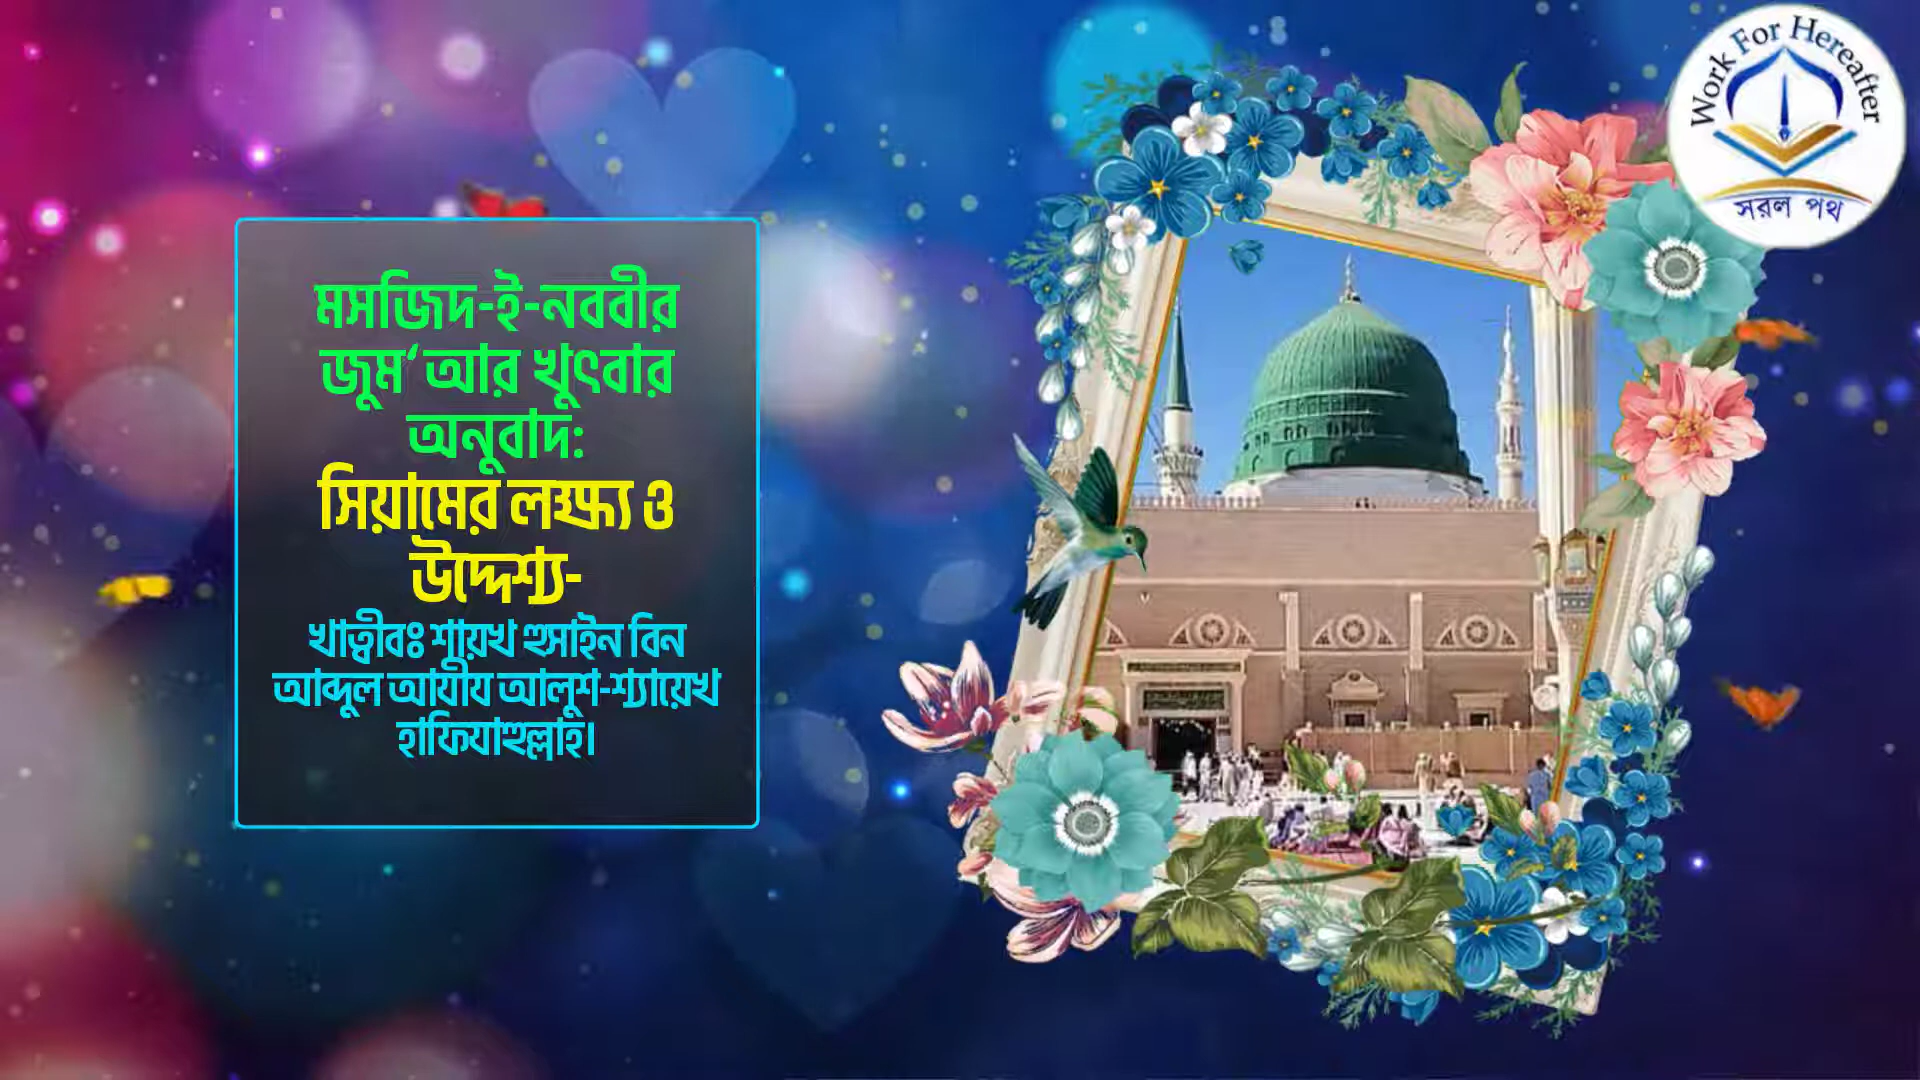 মসজিদ-ই-নববীর
জুম‘আর খুৎবার
অনুবাদ:
সিয়ামের লক্ষ্য ও
উদ্দেশ্য-
খাত্বীবঃ শায়খ হুসাইন বিন
আব্দুল আযীয আলুশ-শ্যায়েখ
হাফিযাহুল্লাহ।
Work For Hereafter
সরল পথ